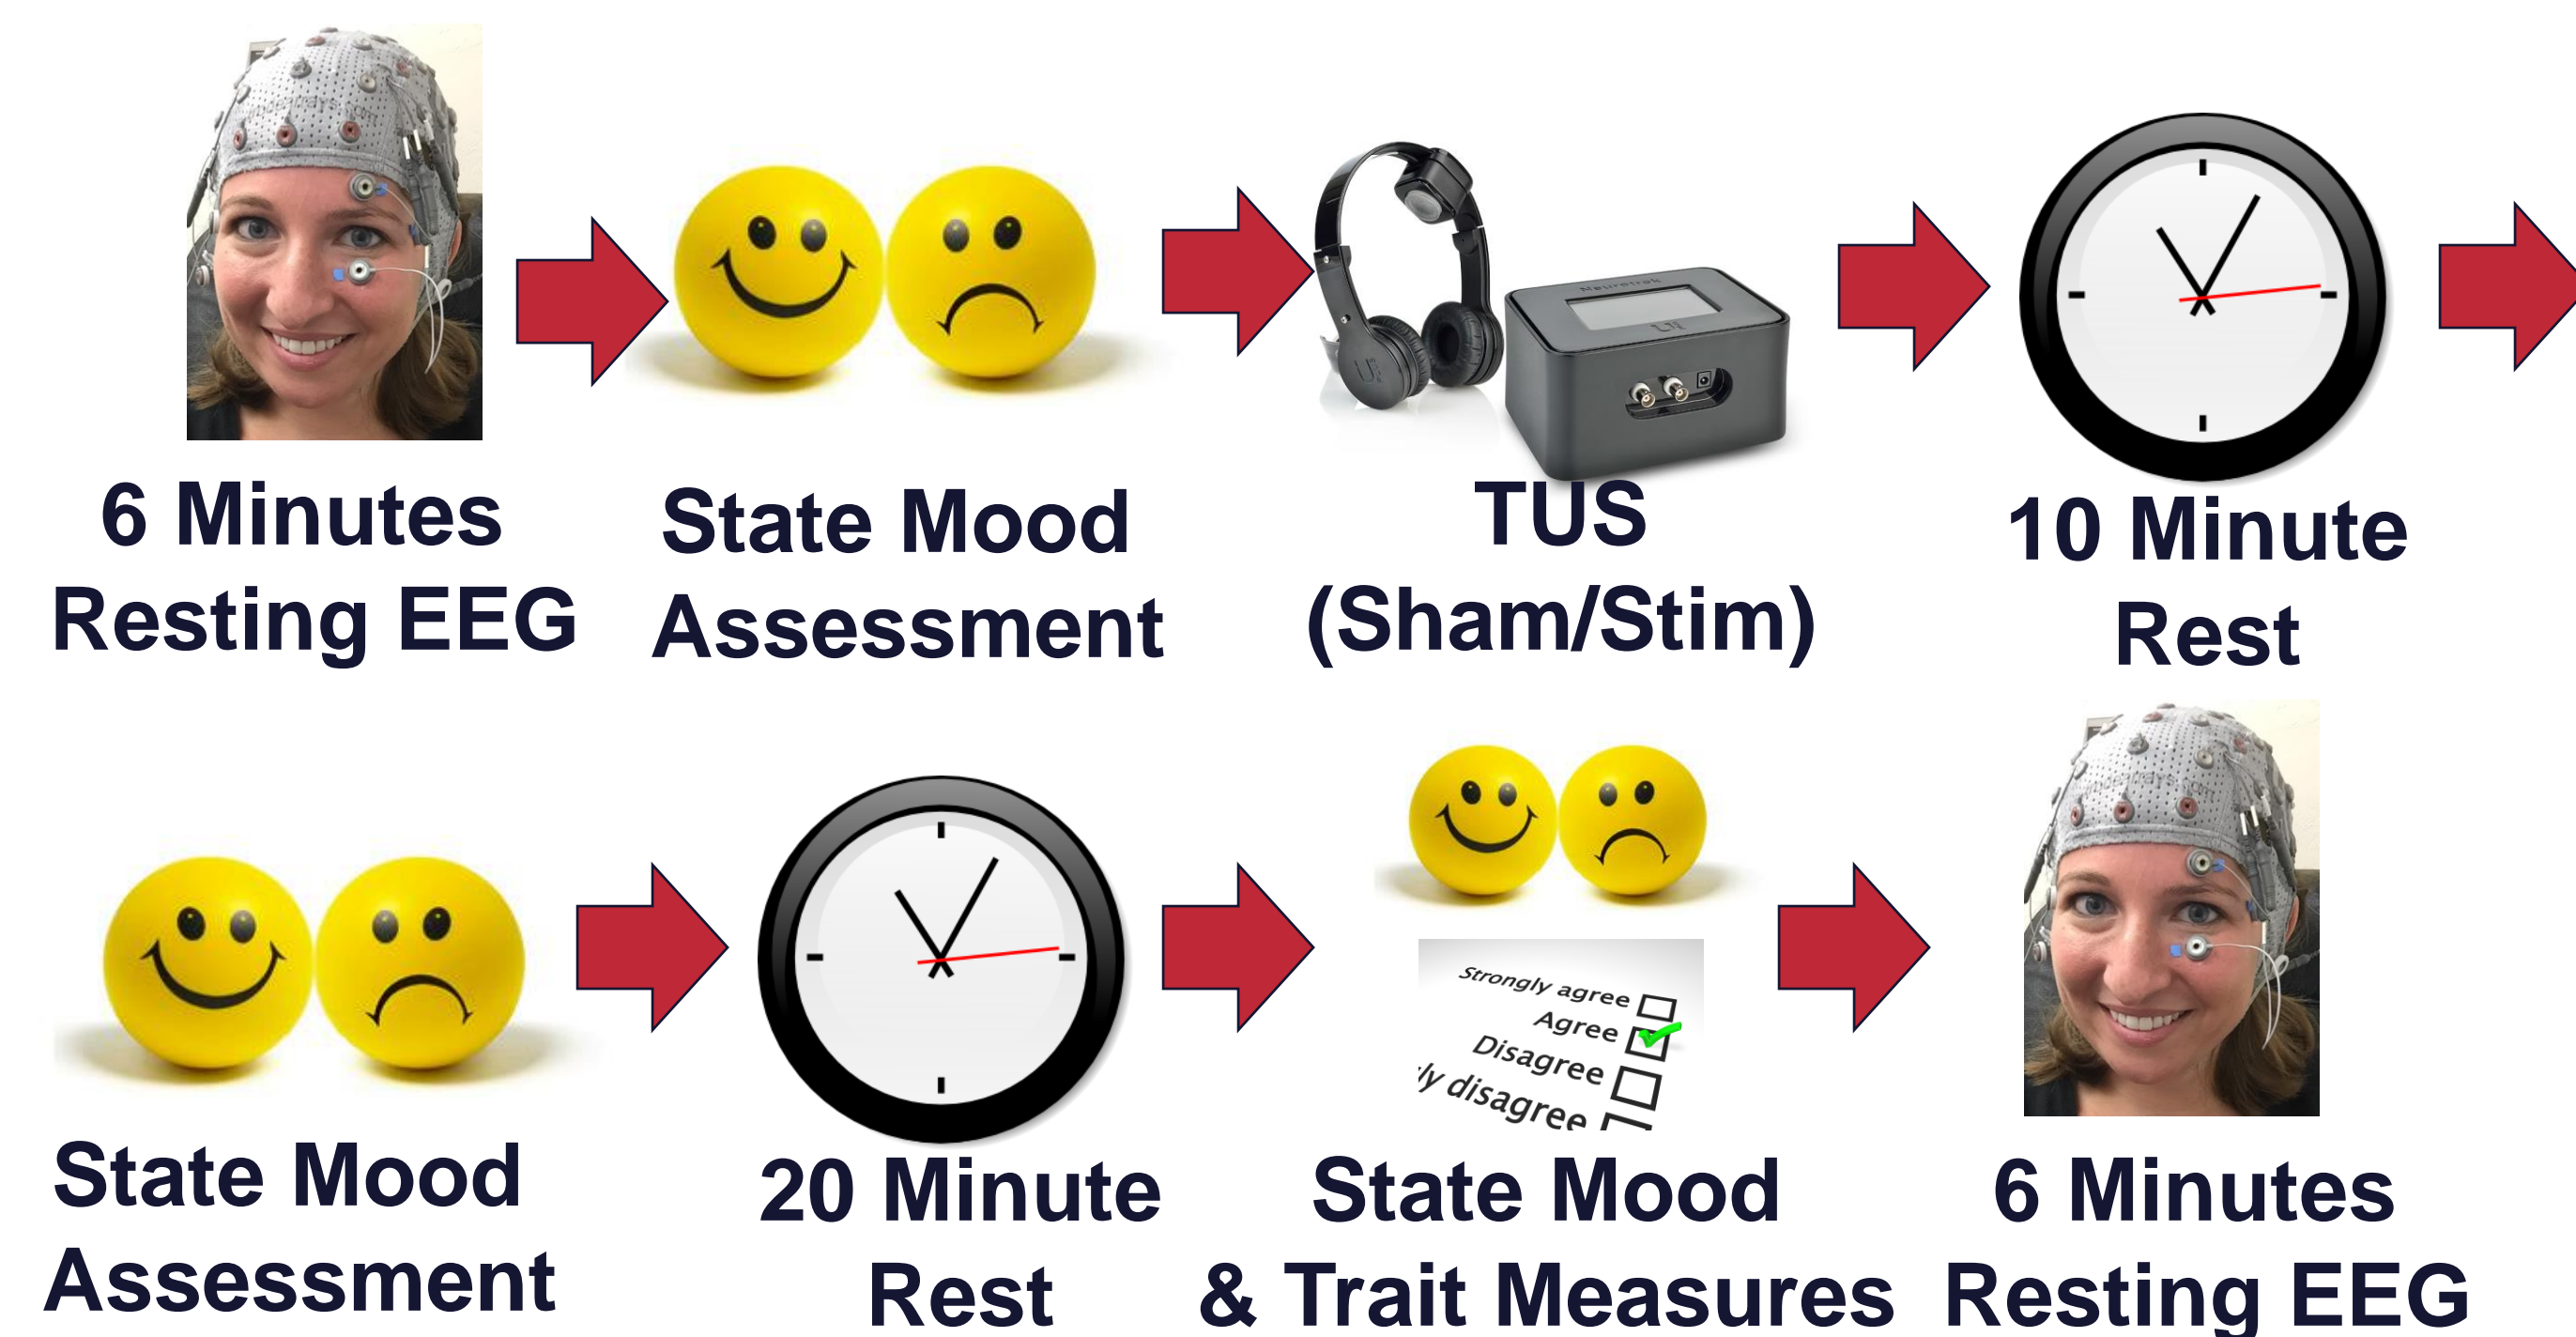 6 Minutes
Resting EEG
State Mood
Assessment
TUS
(Sham/Stim)
10 Minute
Rest
State Mood
Assessment
20 Minute
Rest
Strongly agree
Agree
Disagree
ly disagree
State Mood
& Trait Measures
6 Minutes
Resting EEG